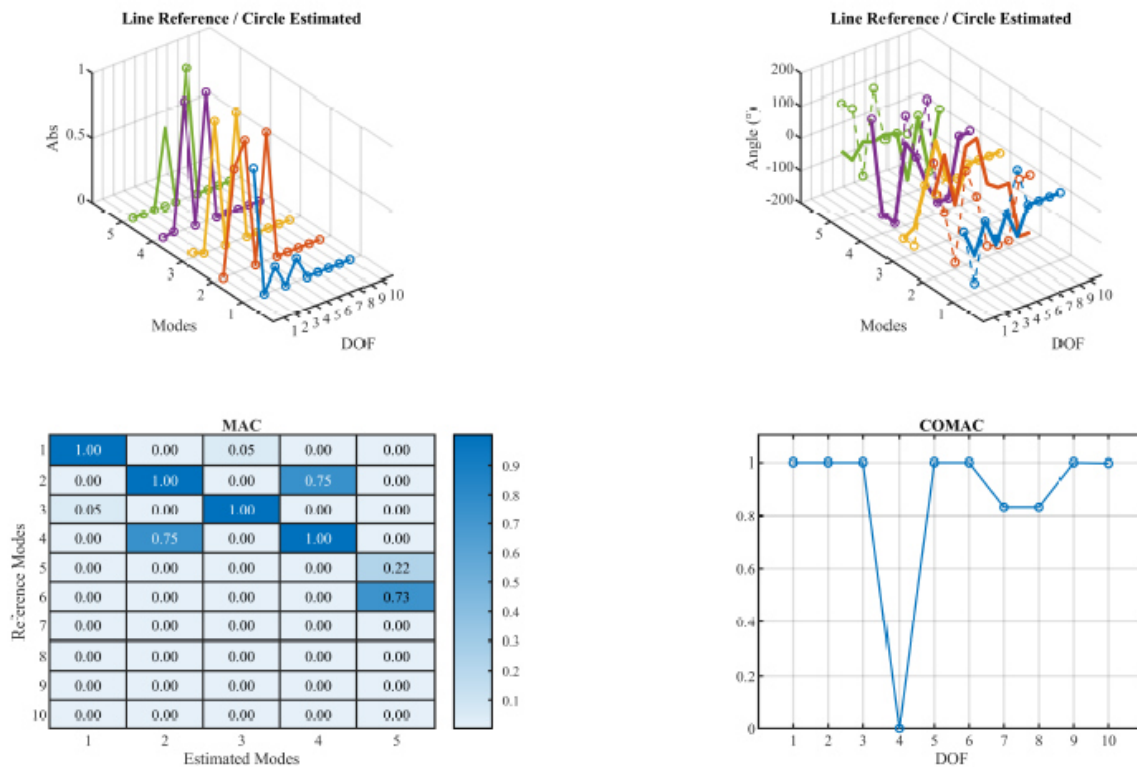 Line Reference / Circle Estimated
1
0.5
0
Abs
5
4
3
2
1
Modes
1 2 3 4 5 6 7 8 9 10
DOF
Line Reference / Circle Estimated
200
100
0
-100
-200
Angle (°)
5
4
3
2
1
Modes
1 2 3 4 5 6 7 8 9 10
DOF
MAC
1 1.00 0.00 0.05 0.00 0.00
2 0.00 1.00 0.00 0.75 0.00
3 0.05 0.00 1.00 0.00 0.00
4 0.00 0.75 0.00 1.00 0.00
5 0.00 0.00 0.00 0.00 0.22
6 0.00 0.00 0.00 0.00 0.73
7 0.00 0.00 0.00 0.00 0.00
8 0.00 0.00 0.00 0.00 0.00
9 0.00 0.00 0.00 0.00 0.00
10 0.00 0.00 0.00 0.00 0.00
1 2 3 4 5
Reference Modes
Estimated Modes
0.9
0.8
0.7
0.6
0.5
0.4
0.3
0.2
0.1
COMAC
1
0.8
0.6
0.4
0.2
0
1 2 3 4 5 6 7 8 9 10
DOF